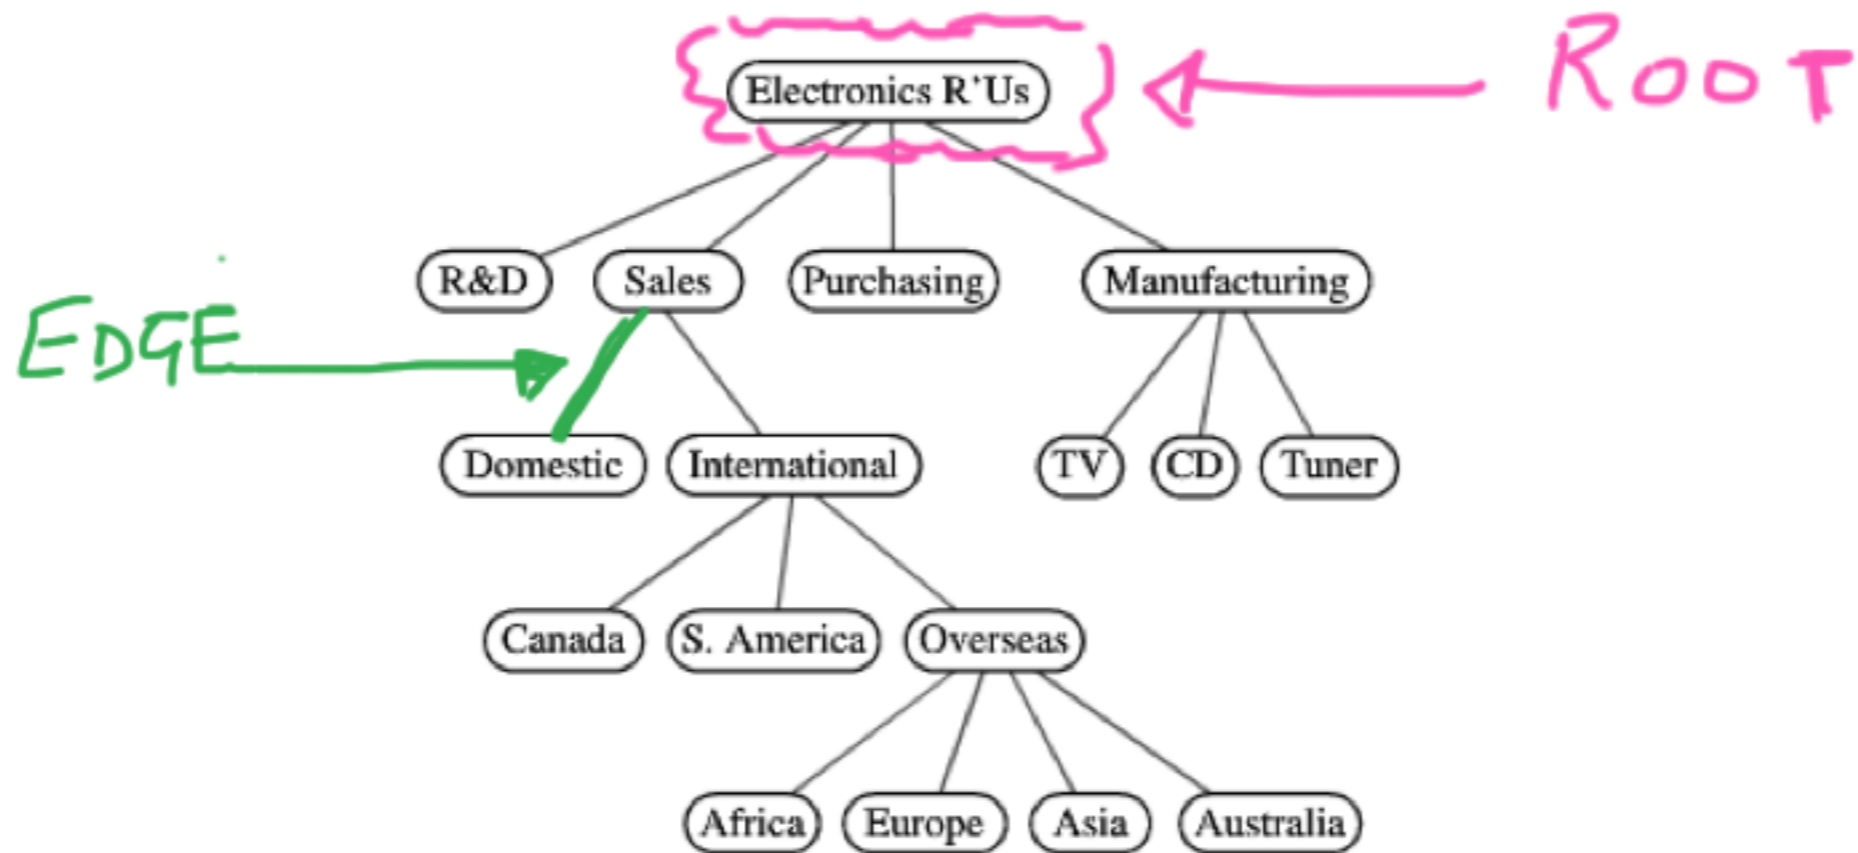 Electronics R'Us
ROOT
R&D Sales Purchasing Manufacturing
EDGE
Domestic International TV CD Tuner
Canada S. America Overseas
Africa Europe Asia Australia